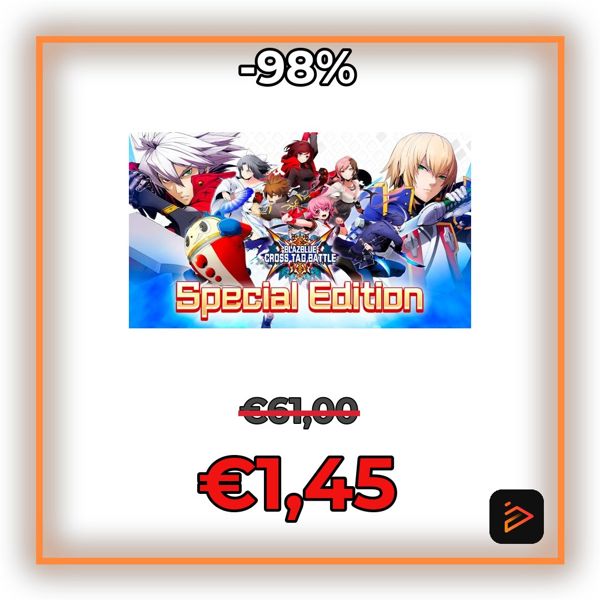 -98%
BLAZBLUE
CROSS TAG BATTLE
Special Edition
€61,00
€1,45